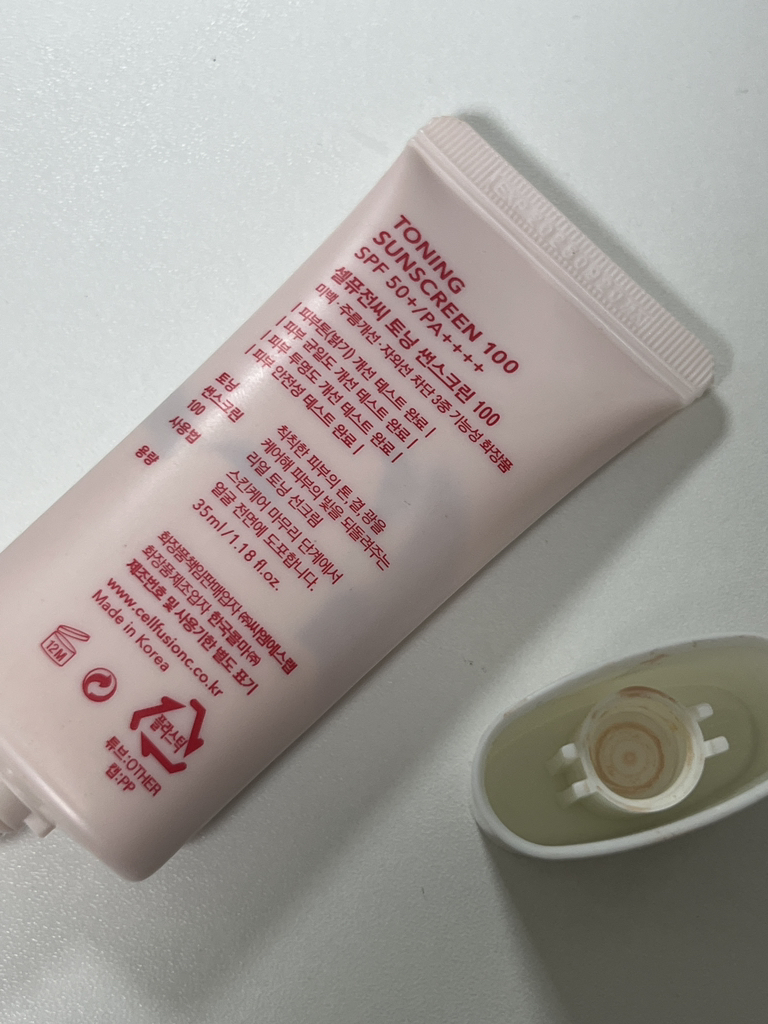 TONING
SUNSCREEN 100
SPF 50+/PA++++
셀퓨전씨 토닝 썬스크린 100
미백·주름개선·자외선 차단 3중 기능성 화장품
| 피부톤(밝기) 개선 테스트 완료 |
| 피부 균일도 개선 테스트 완료 |
| 피부 투명도 개선 테스트 완료 |
| 피부 안전성 테스트 완료 |
토닝
썬스크린
100
칙칙한 피부의 톤,결,광을
케어해 피부의 빛을 되돌려주는
리얼 토닝 선크림
사용법
스킨케어 마무리 단계에서
얼굴 전면에 도포합니다.
용량
35ml/1.18 fl.oz.
화장품책임판매업자 ㈜씨엠에스랩
화장품제조업자 한국콜마㈜
제조번호 및 사용기한 별도 표기
www.cellfusionc.co.kr
Made in Korea
12M
플라스틱
튜브:OTHER
캡:PP